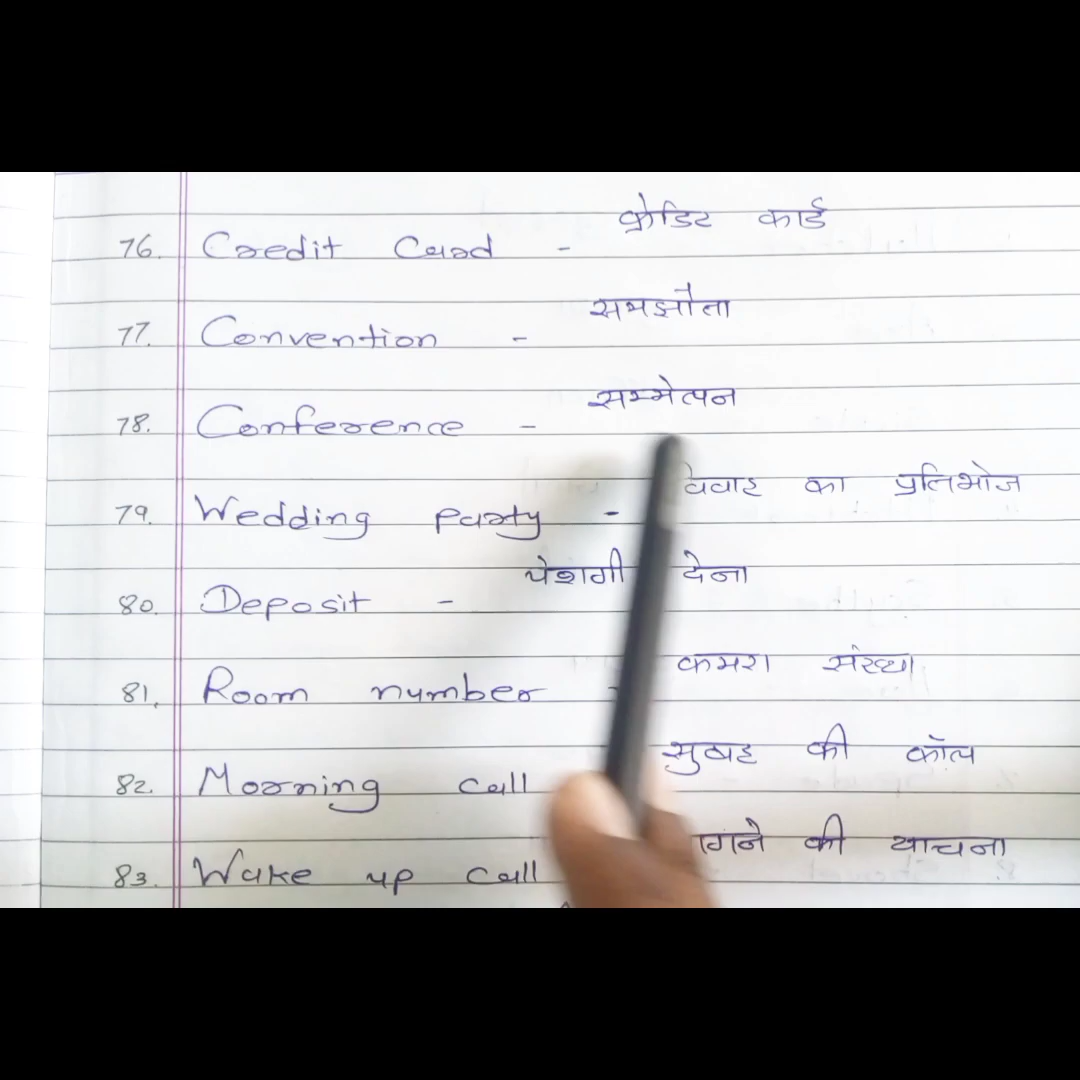 76. Credit Card - क्रेडिट कार्ड
77. Convention - समझौता
78. Conference - सम्मेलन
79. Wedding party - का प्रतिभोज
80. Deposit - पेशगी देना
81. Room number - कमरा संख्या
82. Morning call सुबह की कॉल
83. Wake up call की याचना